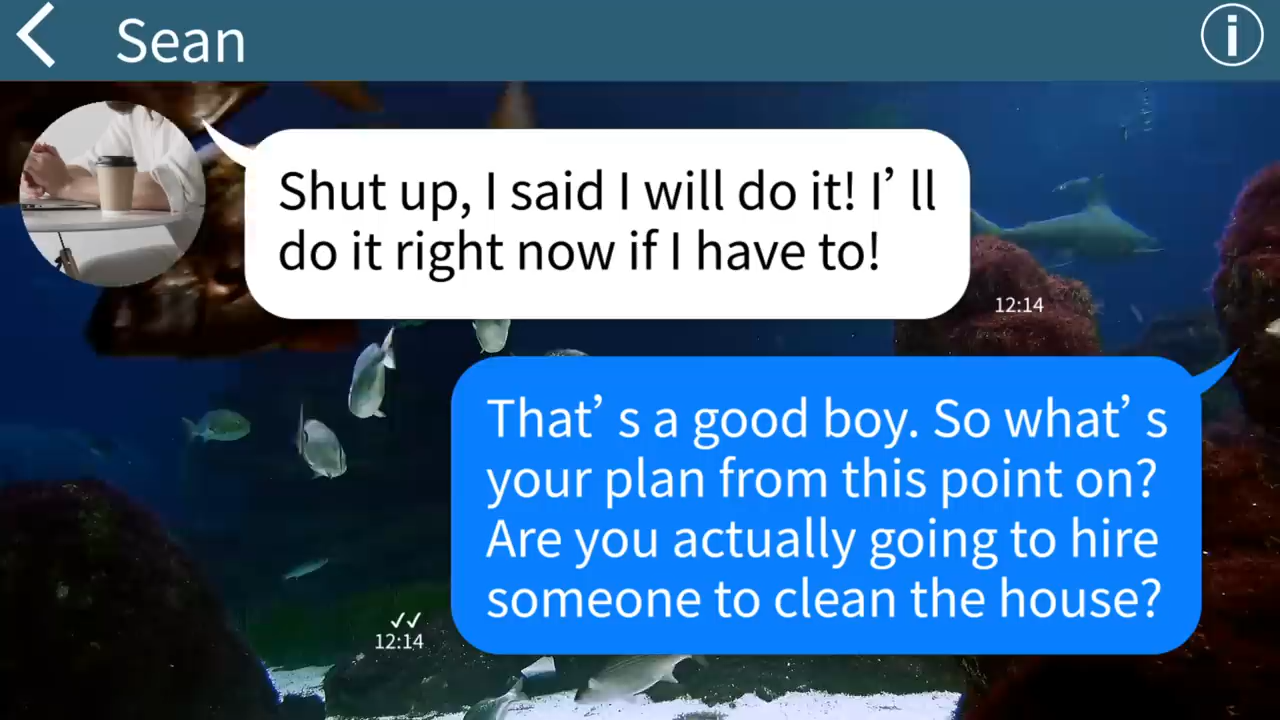 Sean
Shut up, I said I will do it! I’ll
do it right now if I have to!
12:14
That’s a good boy. So what’s
your plan from this point on?
Are you actually going to hire
someone to clean the house?
12:14